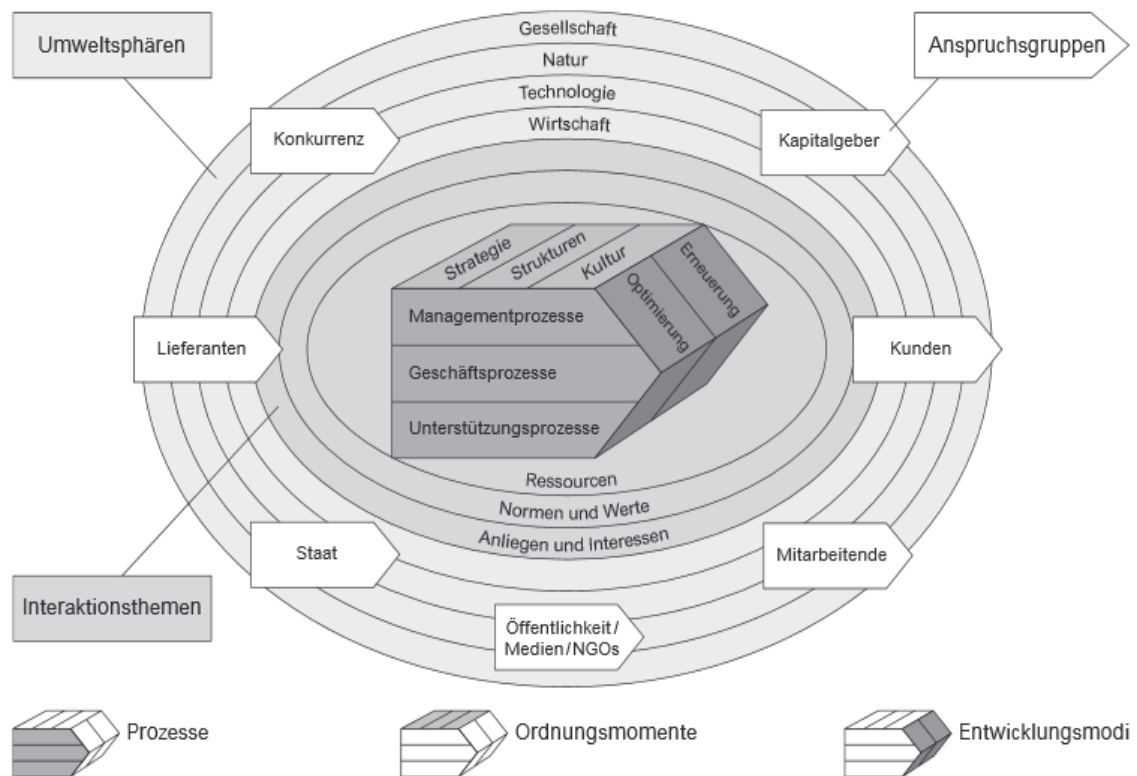 Umweltsphären
Anspruchsgruppen
Gesellschaft
Natur
Technologie
Wirtschaft
Konkurrenz
Kapitalgeber
Strategie
Strukturen
Kultur
Erneuerung
Optimierung
Managementprozesse
Geschäftsprozesse
Unterstützungsprozesse
Lieferanten
Kunden
Ressourcen
Normen und Werte
Anliegen und Interessen
Staat
Mitarbeitende
Interaktionsthemen
Öffentlichkeit/
Medien/NGOs
Prozesse
Ordnungsmomente
Entwicklungsmodi